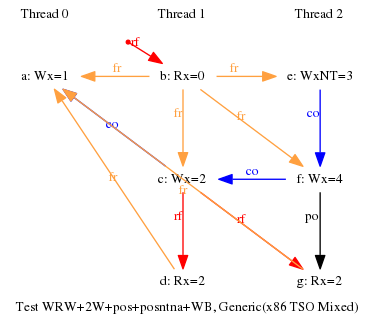 Thread 0 Thread 1 Thread 2
rf
a: Wx=1 fr b: Rx=0 fr e: WxNT=3
co fr fr co
c: Wx=2 co f: Wx=4
fr rf fr rf po
d: Rx=2 g: Rx=2
Test WRW+2W+pos+posntna+WB, Generic(x86 TSO Mixed)